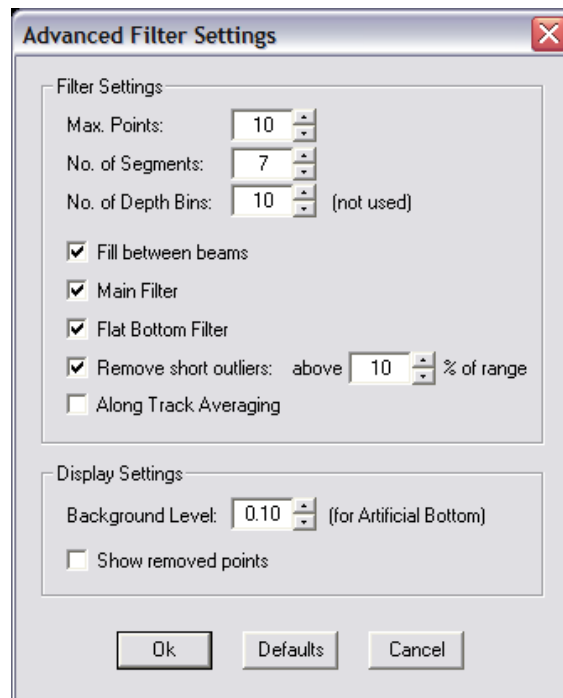 Advanced Filter Settings
Filter Settings
Max. Points: 10
No. of Segments: 7
No. of Depth Bins: 10 (not used)
Fill between beams
Main Filter
Flat Bottom Filter
Remove short outliers: above 10 % of range
Along Track Averaging
Display Settings
Background Level: 0.10 (for Artificial Bottom)
Show removed points
Ok Defaults Cancel